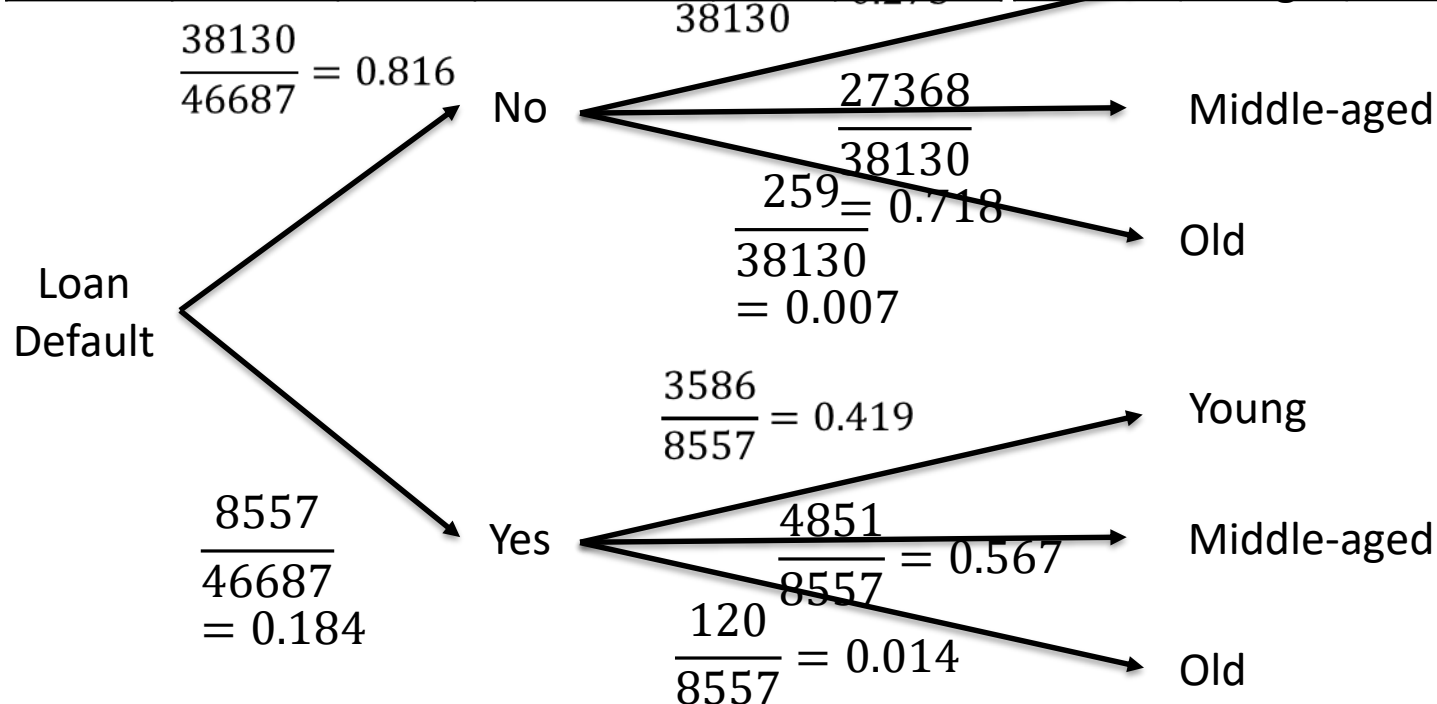 38130
38130
46687
= 0.816
No
27368
38130
= 0.718
Middle-aged
259
38130
= 0.007
Old
Loan
Default
3586
8557
= 0.419
Young
8557
46687
= 0.184
Yes
4851
8557
= 0.567
Middle-aged
120
8557
= 0.014
Old